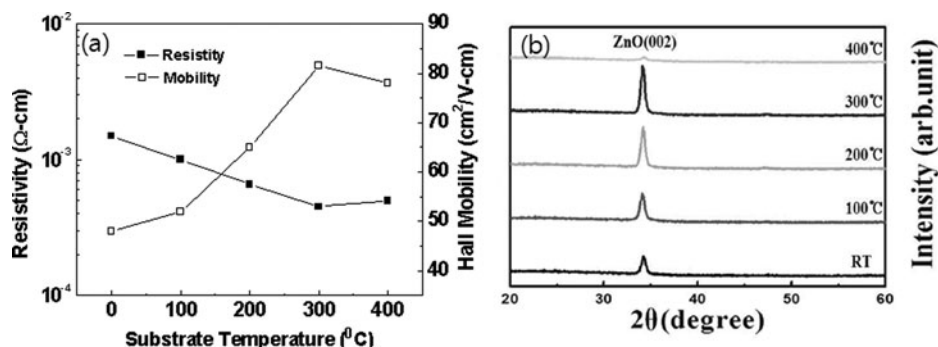 (a)
Resistity
Mobility
10⁻²
10⁻³
10⁻⁴
Resistivity (Ω-cm)
90
80
70
60
50
40
Hall Mobility (cm²/V-cm)
0 100 200 300 400
Substrate Temperature (⁰C)
(b)
ZnO(002)
400℃
300℃
200℃
100℃
RT
20 30 40 50 60
2θ(degree)
Intensity (arb.unit)